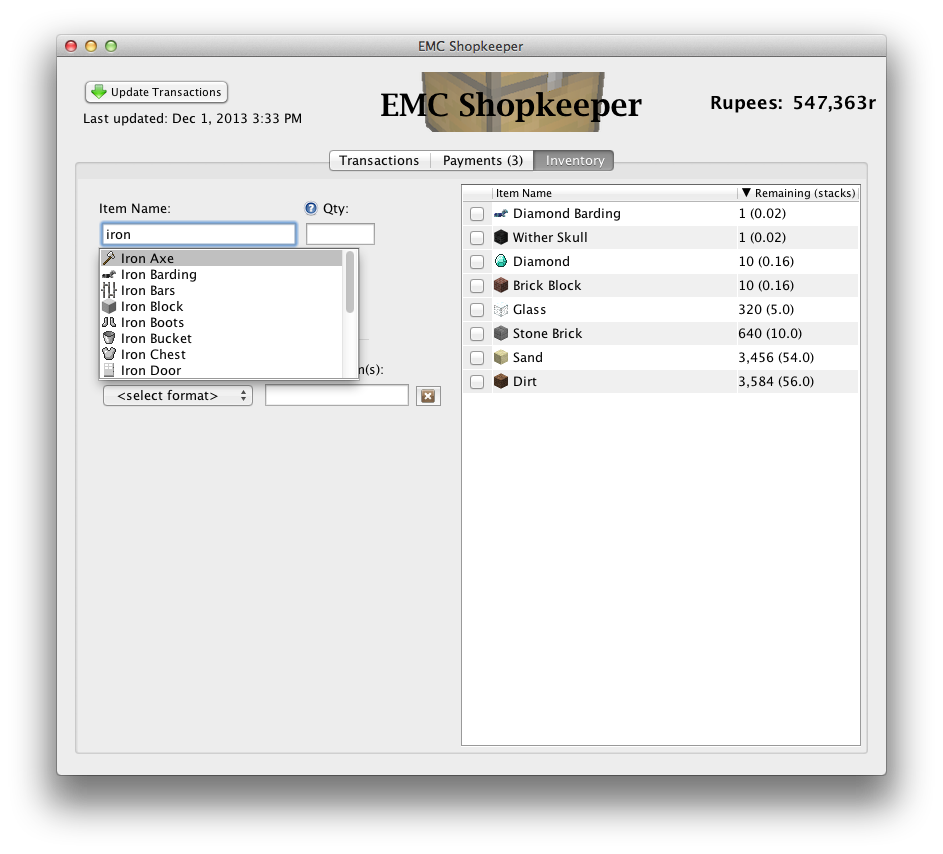 EMC Shopkeeper
Update Transactions
Last updated: Dec 1, 2013 3:33 PM
EMC Shopkeeper
Rupees: 547,363r
Transactions Payments (3) Inventory
Item Name: ? Qty:
iron
Iron Axe
Iron Barding
Iron Bars
Iron Block
Iron Boots
Iron Bucket
Iron Chest
Iron Door
<select format>
Item Name ▼ Remaining (stacks)
Diamond Barding 1 (0.02)
Wither Skull 1 (0.02)
Diamond 10 (0.16)
Brick Block 10 (0.16)
Glass 320 (5.0)
Stone Brick 640 (10.0)
Sand 3,456 (54.0)
Dirt 3,584 (56.0)